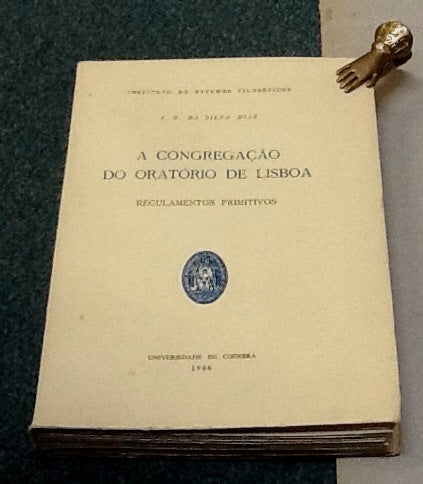 INSTITUTO DE ESTUDOS FILOSÓFICOS
J. S. DA SILVA DIAS
A CONGREGAÇÃO
DO ORATÓRIO DE LISBOA
REGULAMENTOS PRIMITIVOS
UNIVERSIDADE DE COIMBRA
1966